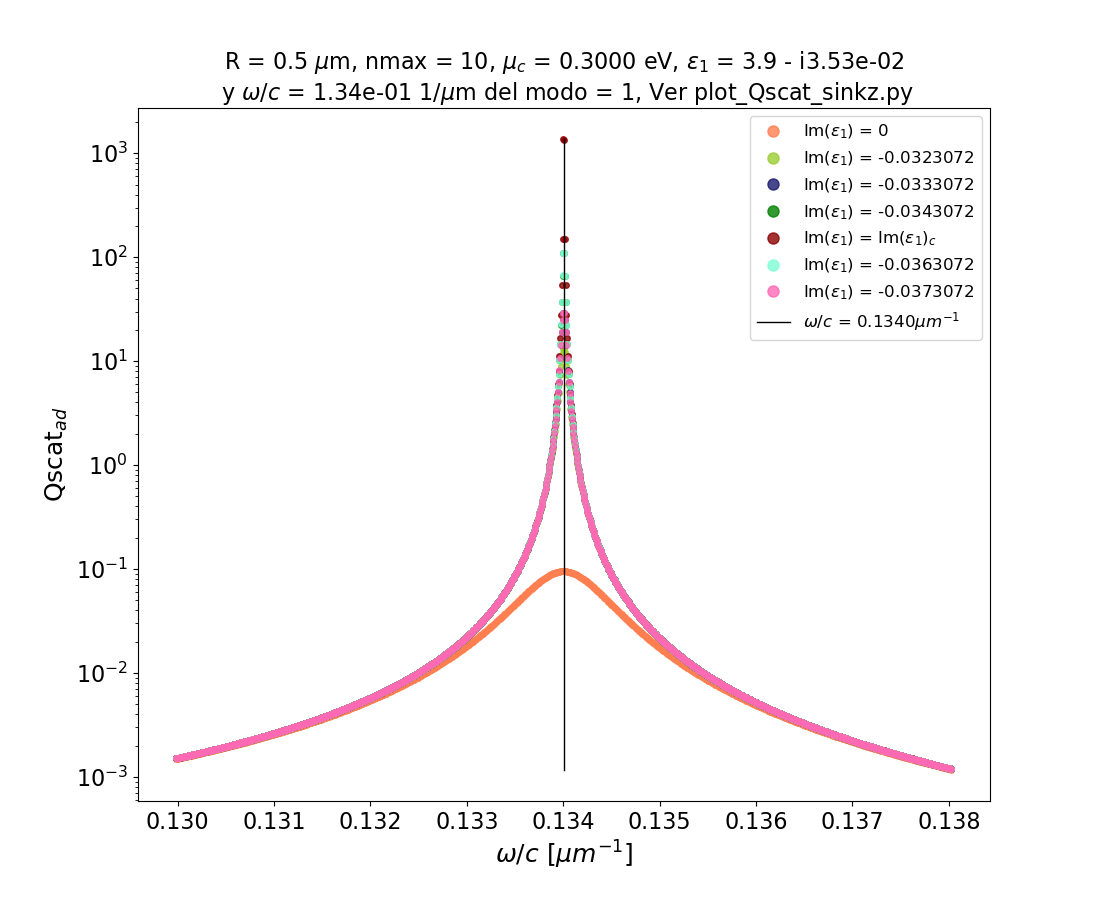 R = 0.5 μm, nmax = 10, μc = 0.3000 eV, ε₁ = 3.9 - i3.53e-02
y ω/c = 1.34e-01 1/μm del modo = 1, Ver plot_Qscat_sinkz.py
Im(ε₁) = 0
Im(ε₁) = -0.0323072
Im(ε₁) = -0.0333072
Im(ε₁) = -0.0343072
Im(ε₁) = Im(ε₁)c
Im(ε₁) = -0.0363072
Im(ε₁) = -0.0373072
ω/c = 0.1340μm⁻¹
10³
10²
10¹
10⁰
10⁻¹
10⁻²
10⁻³
Qscat_ad
0.130 0.131 0.132 0.133 0.134 0.135 0.136 0.137 0.138
ω/c [μm⁻¹]